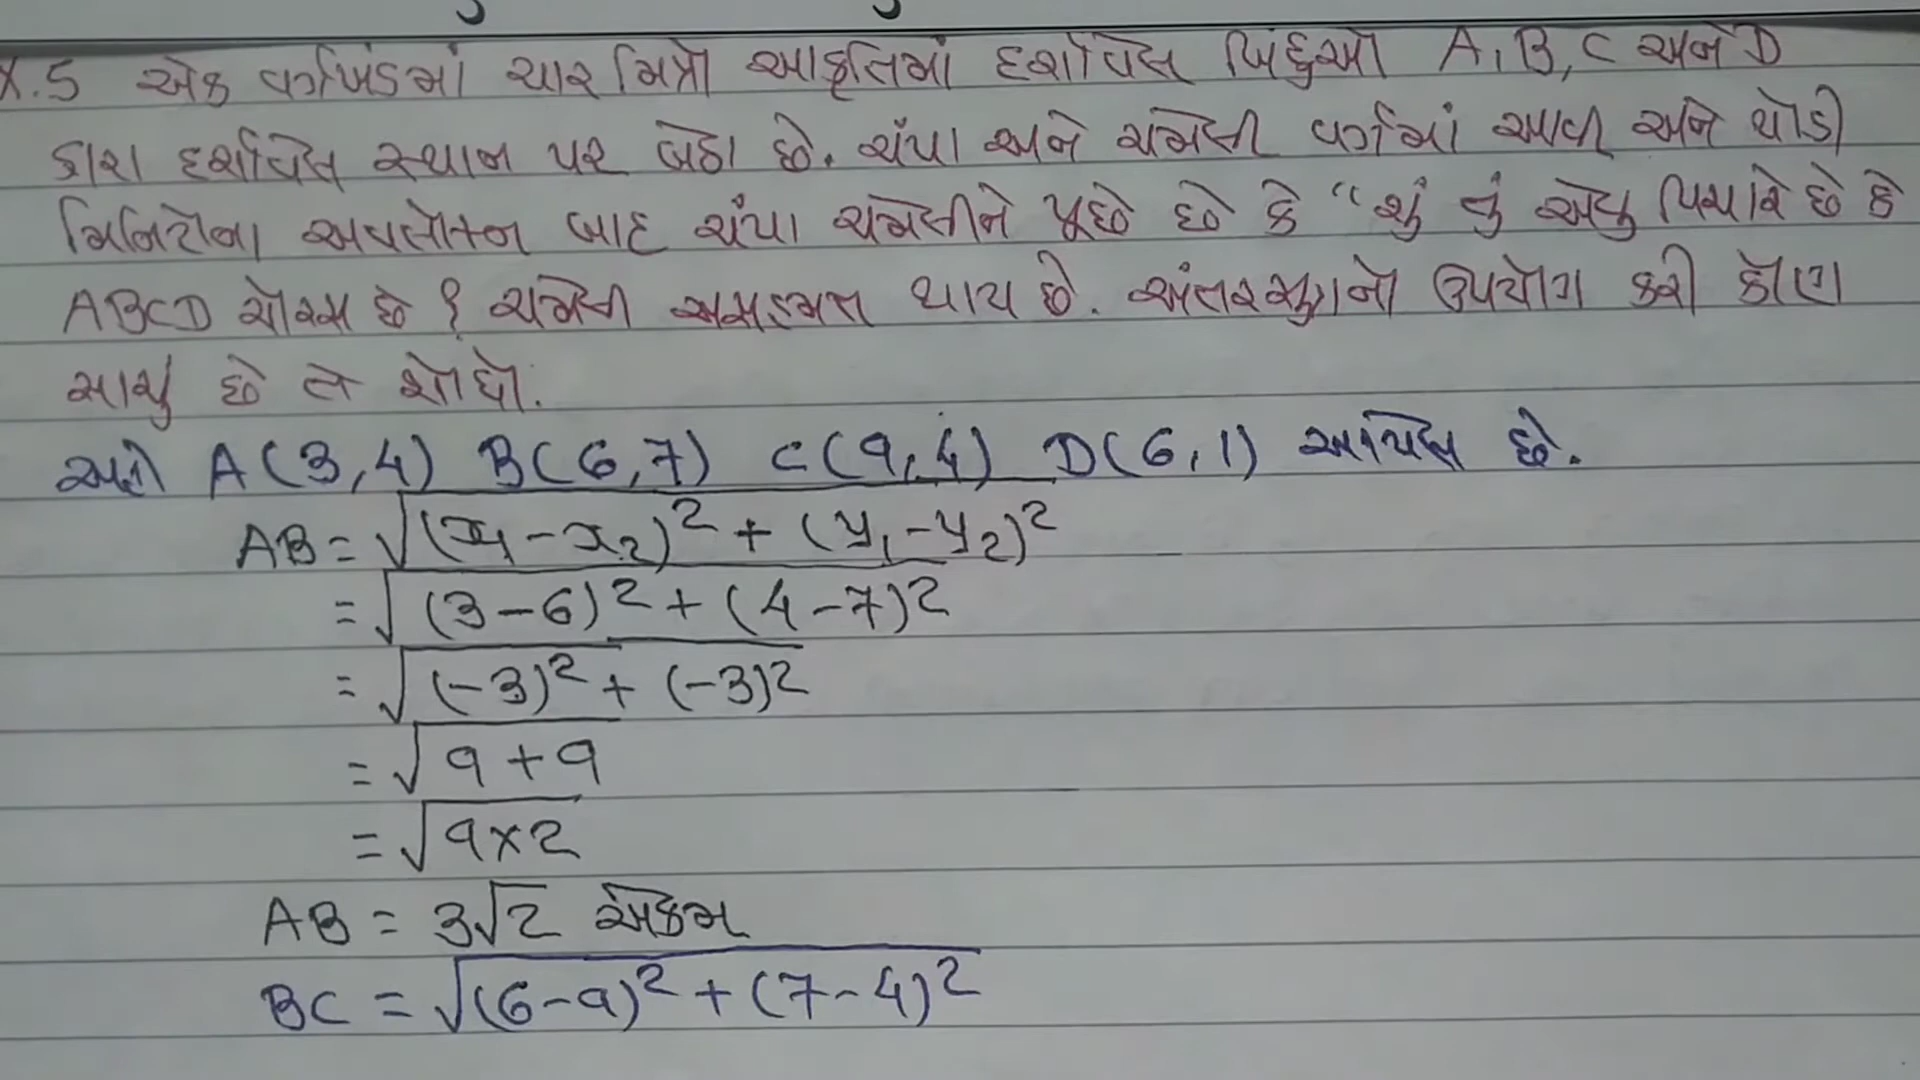 x.5 એક વર્ગખંડમાં ચાર મિત્રો આકૃતિમાં દર્શાવેલ બિંદુઓ A, B, C અને D
દ્વારા દર્શાવેલ સ્થાન પર બેઠા છે. ચંપા અને ચમેલી વર્ગમાં આવી અને થોડી
મિનિટોના અવલોકન બાદ ચંપા ચમેલીને પૂછે છે કે "શું તું એવુ વિચારે છે કે
ABCD ચોરસ છે ? ચમેલી અસહમત થાય છે. અંતરસૂત્રનો ઉપયોગ કરી કોણ
સાચું છે તે શોધો.
અહી A(3,4) B(6,7) C(9,4) D(6,1) આપેલ છે.
AB = √(x₁-x₂)² + (y₁-y₂)²
= √(3-6)² + (4-7)²
= √(-3)² + (-3)²
= √9+9
= √9×2
AB = 3√2 એકમ
BC = √(6-9)² + (7-4)²